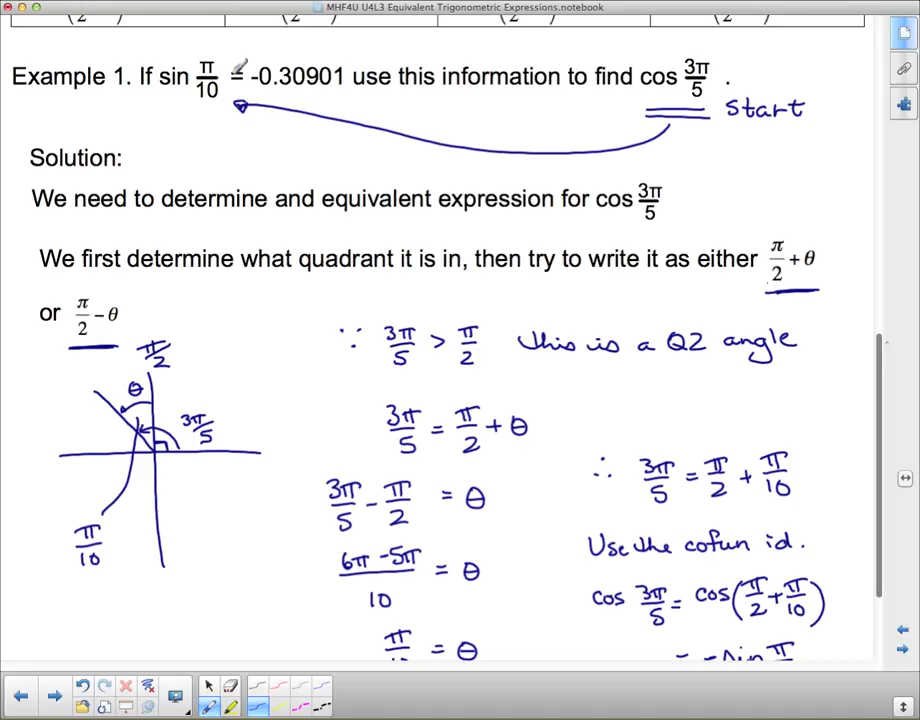 MHF4U U4L3 Equivalent Trigonometric Expressions.notebook
Example 1. If sin π/10 = -0.30901 use this information to find cos 3π/5 .
start
Solution:
We need to determine and equivalent expression for cos 3π/5
We first determine what quadrant it is in, then try to write it as either π/2 + θ
or π/2 − θ
π/2
θ
3π/5
π/10
∵ 3π/5 > π/2 this is a Q2 angle
3π/5 = π/2 + θ
3π/5 - π/2 = θ
6π - 5π/10 = θ
π/10 = θ
∴ 3π/5 = π/2 + π/10
Use the cofun id.
cos 3π/5 = cos(π/2 + π/10)
= -sin π